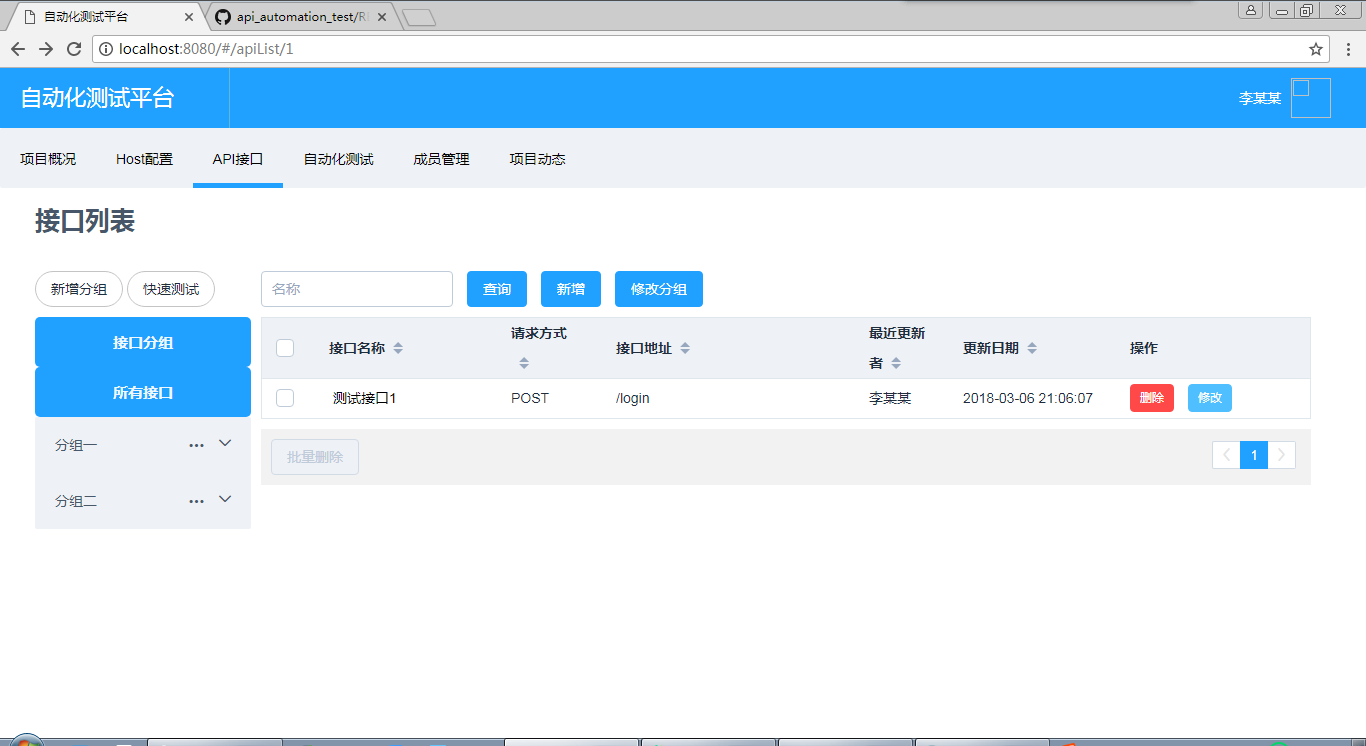 自动化测试平台
api_automation_test/R
localhost:8080/#/apiList/1
自动化测试平台
李某某
项目概况 Host配置 API接口 自动化测试 成员管理 项目动态
接口列表
新增分组 快速测试 名称 查询 新增 修改分组
接口分组
所有接口
分组一
分组二
接口名称 请求方式 接口地址 最近更新者 更新日期 操作
测试接口1 POST /login 李某某 2018-03-06 21:06:07 删除 修改
批量删除 1